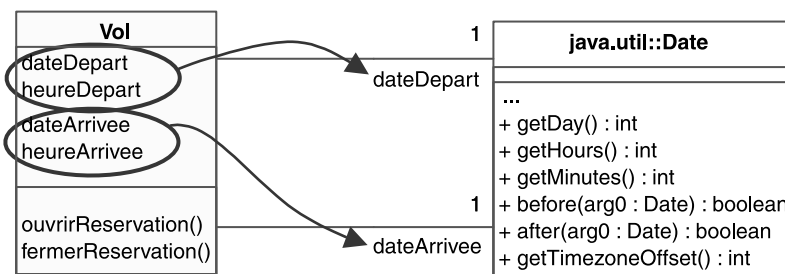 Vol
dateDepart
heureDepart
dateArrivee
heureArrivee
ouvrirReservation()
fermerReservation()
1
dateDepart
1
dateArrivee
java.util::Date
...
+ getDay() : int
+ getHours() : int
+ getMinutes() : int
+ before(arg0 : Date) : boolean
+ after(arg0 : Date) : boolean
+ getTimezoneOffset() : int